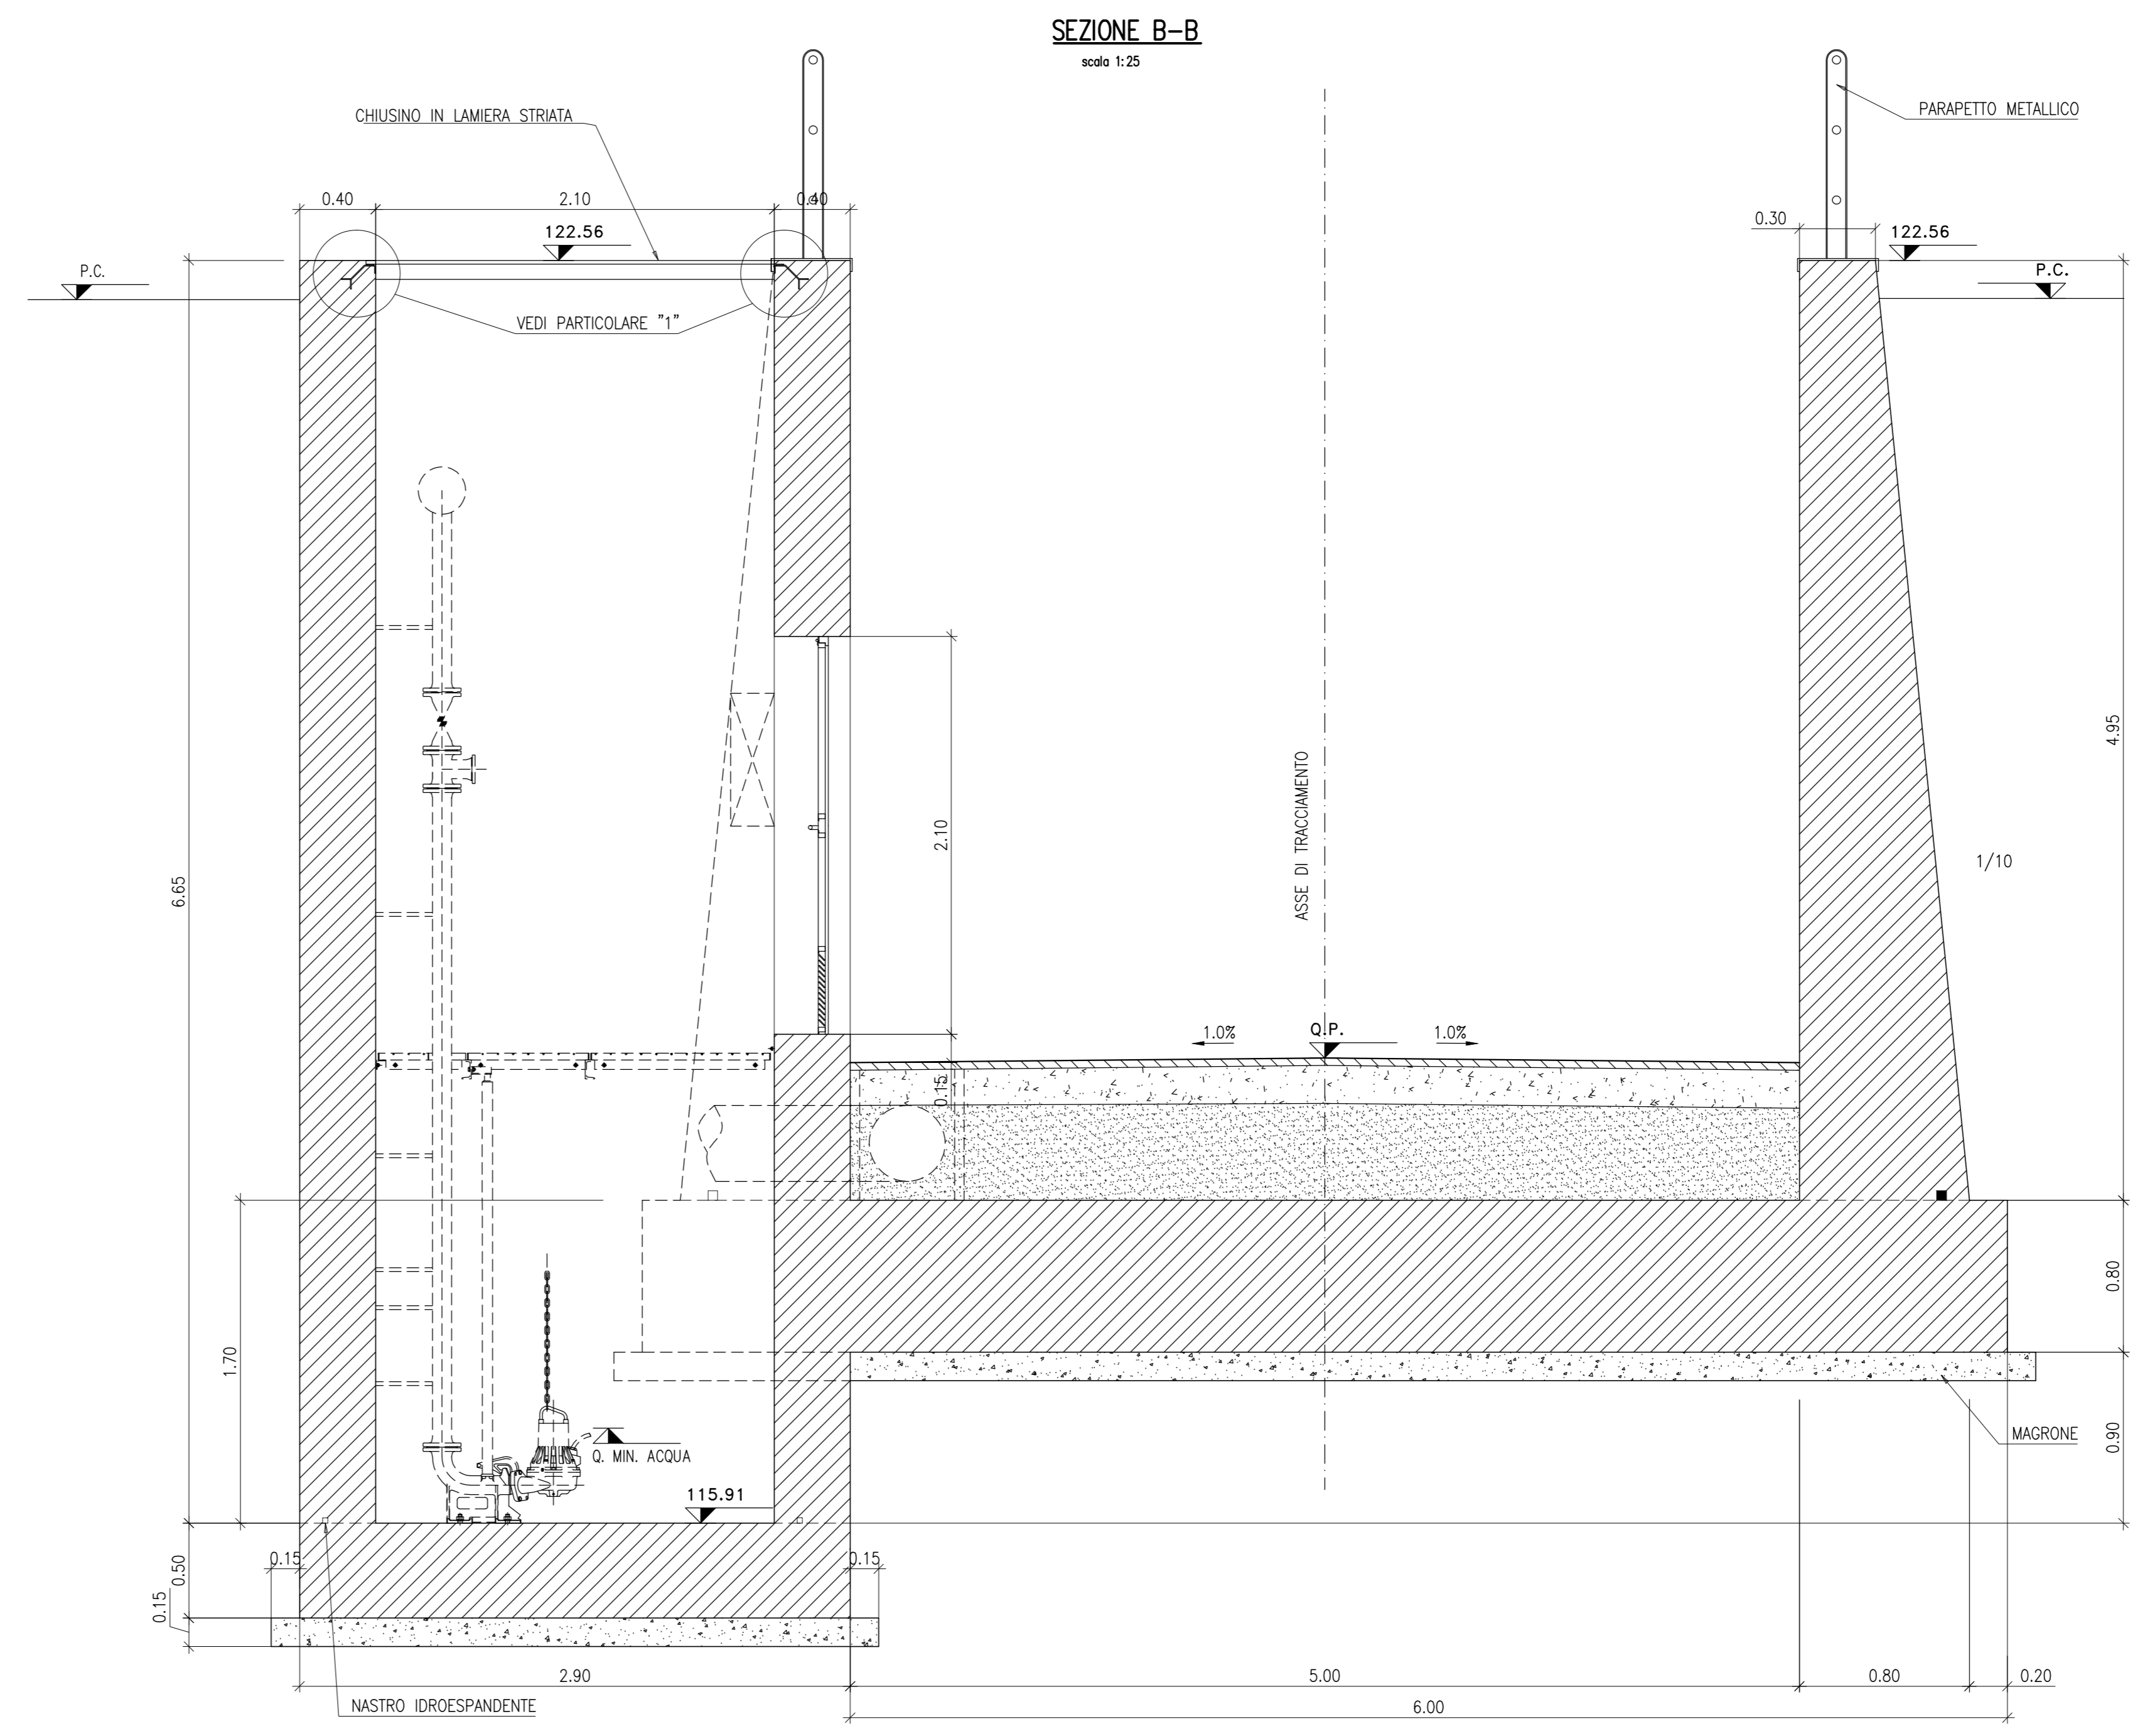 SEZIONE B-B
scala 1:25
CHIUSINO IN LAMIERA STRIATA
PARAPETTO METALLICO
0.40
2.10
0.40
0.30
122.56
122.56
P.C.
P.C.
VEDI PARTICOLARE "1"
4.95
ASSE DI TRACCIAMENTO
2.10
1/10
6.65
1.0%
Q.P.
1.0%
0.15
0.80
1.70
MAGRONE
0.90
Q. MIN. ACQUA
115.91
0.15
0.15
0.50
0.15
2.90
5.00
0.80
0.20
NASTRO IDROESPANDENTE
6.00